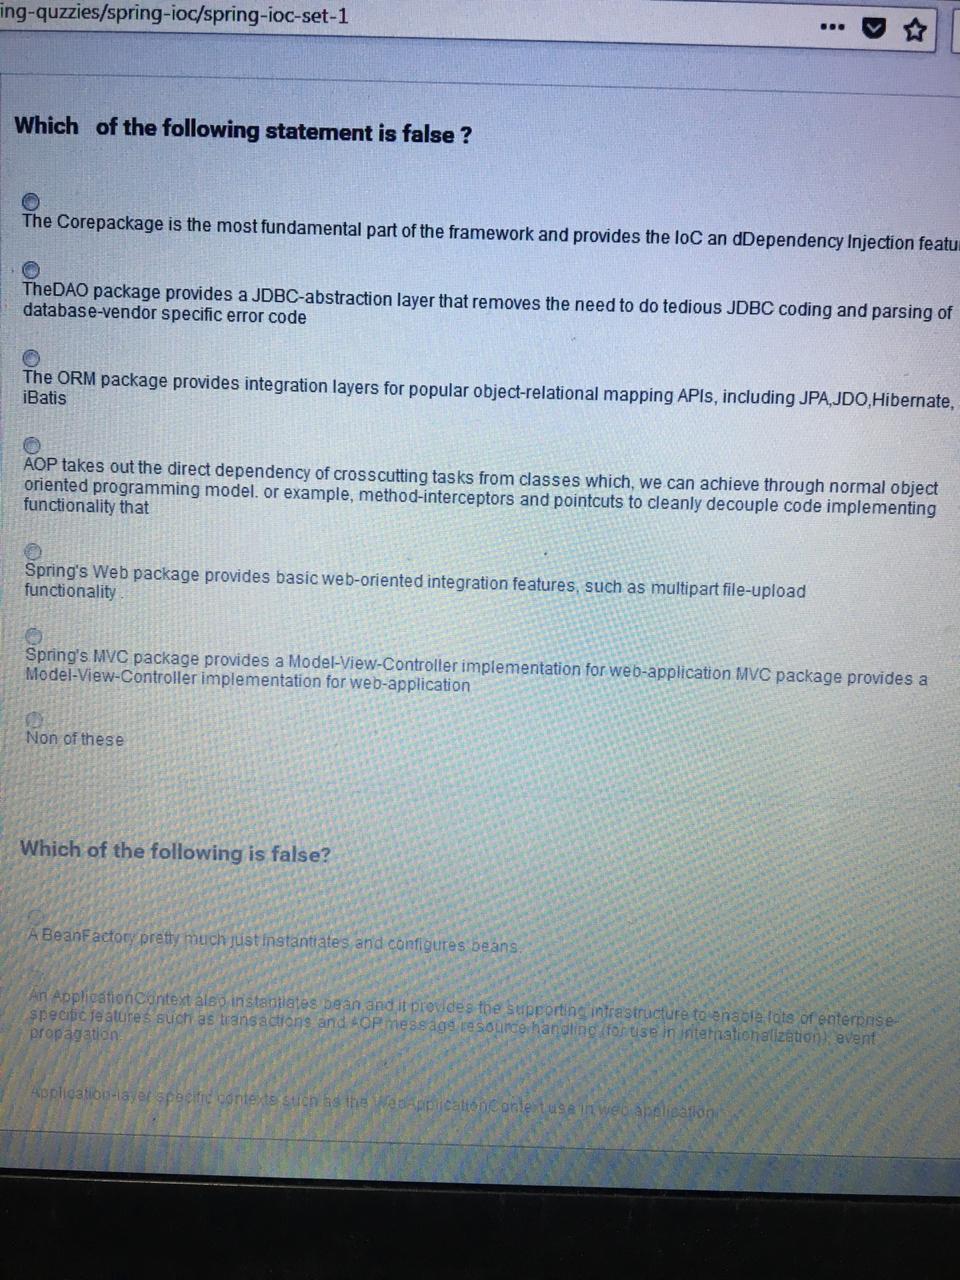 ing-quzzies/spring-ioc/spring-ioc-set-1
Which of the following statement is false ?
The Corepackage is the most fundamental part of the framework and provides the IoC an dDependency Injection featu
TheDAO package provides a JDBC-abstraction layer that removes the need to do tedious JDBC coding and parsing of
database-vendor specific error code
The ORM package provides integration layers for popular object-relational mapping APIs, including JPA,JDO,Hibernate,
iBatis
AOP takes out the direct dependency of crosscutting tasks from classes which, we can achieve through normal object
oriented programming model. or example, method-interceptors and pointcuts to cleanly decouple code implementing
functionality that
Spring's Web package provides basic web-oriented integration features, such as multipart file-upload
functionality .
Spring's MVC package provides a Model-View-Controller implementation for web-application MVC package provides a
Model-View-Controller implementation for web-application
Non of these
Which of the following is false?
A BeanFactory pretty much just instantiates and configures beans.
An ApplicationContext also instantiates bean and it provides the supporting infrastructure to enable lots of enterprise-
specific features such as transactions and AOP message resource handling (for use in internationalization), event
propagation.
Application-layer specific contexts such as the WebApplicationContext use in web application